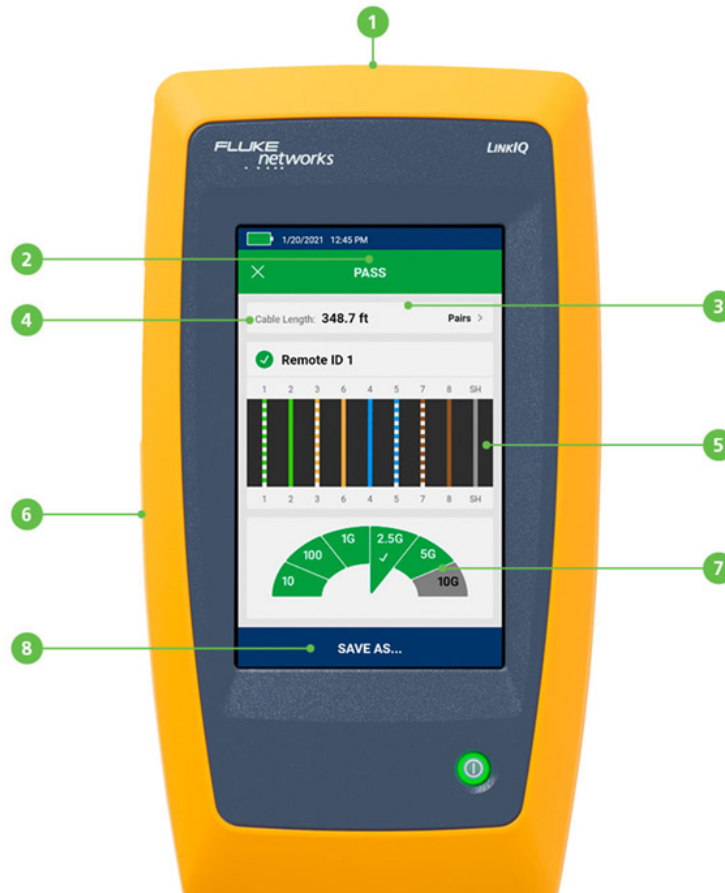 1
FLUKE
networks
LINKIQ
1/20/2021 12:45 PM
2
PASS
3
4
Cable Length: 348.7 ft
Pairs >
Remote ID 1
1 2 3 6 4 5 7 8 SH
5
1 2 3 6 4 5 7 8 SH
6
10
100
1G
2.5G
5G
10G
7
8
SAVE AS...